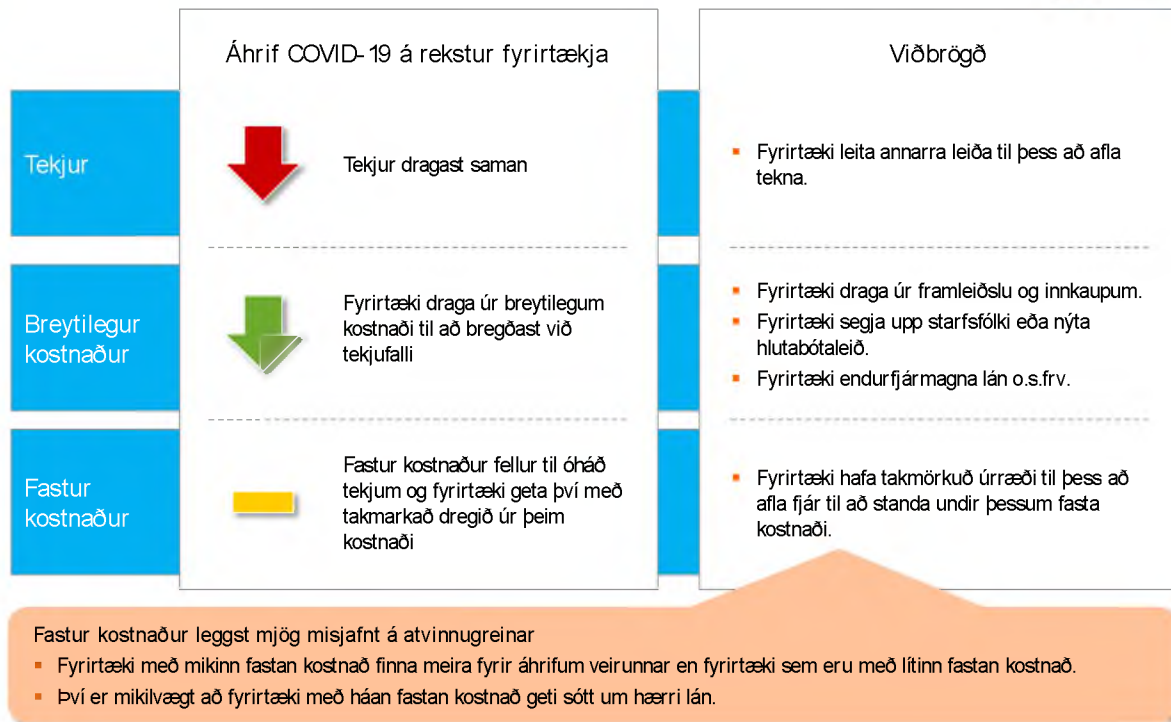 Áhrif COVID-19 á rekstur fyrirtækja
Viðbrögð
Tekjur
Tekjur dragast saman
▪ Fyrirtæki leita annarra leiða til þess að afla
tekna.
Breytilegur
kostnaður
Fyrirtæki draga úr breytilegum
kostnaði til að bregðast við
tekjufalli
▪ Fyrirtæki draga úr framleiðslu og innkaupum.
▪ Fyrirtæki segja upp starfsfólki eða nýta
hlutabótaleið.
▪ Fyrirtæki endurfjármagna lán o.s.frv.
Fastur
kostnaður
Fastur kostnaður fellur til óháð
tekjum og fyrirtæki geta því með
takmarkað dregið úr þeim
kostnaði
▪ Fyrirtæki hafa takmörkuð úrræði til þess að
afla fjár til að standa undir þessum fasta
kostnaði.
Fastur kostnaður leggst mjög misjafnt á atvinnugreinar
▪ Fyrirtæki með mikinn fastan kostnað finna meira fyrir áhrifum veirunnar en fyrirtæki sem eru með lítinn fastan kostnað.
▪ Því er mikilvægt að fyrirtæki með háan fastan kostnað geti sótt um hærri lán.